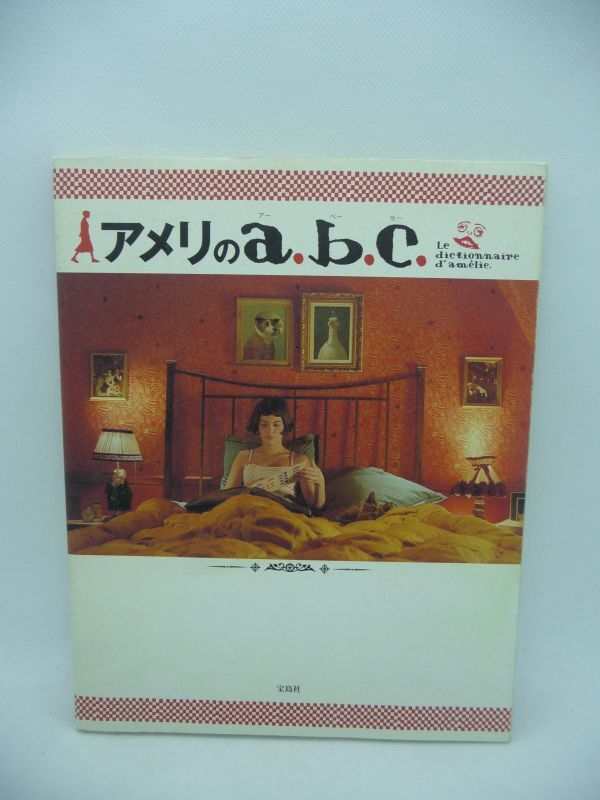 アー ベー セー
アメリのa.b.c.
Le
dictionnaire
d'amélie.
宝島社